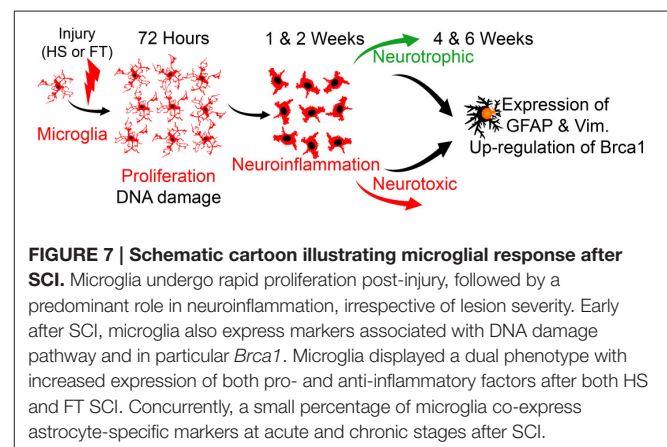 Injury
(HS or FT)
72 Hours
1 & 2 Weeks
4 & 6 Weeks
Neurotrophic
Microglia
Proliferation
DNA damage
Neuroinflammation
Neurotoxic
Expression of
GFAP & Vim.
Up-regulation of Brca1
FIGURE 7 | Schematic cartoon illustrating microglial response after
SCI. Microglia undergo rapid proliferation post-injury, followed by a
predominant role in neuroinflammation, irrespective of lesion severity. Early
after SCI, microglia also express markers associated with DNA damage
pathway and in particular Brca1. Microglia displayed a dual phenotype with
increased expression of both pro- and anti-inflammatory factors after both HS
and FT SCI. Concurrently, a small percentage of microglia co-express
astrocyte-specific markers at acute and chronic stages after SCI.